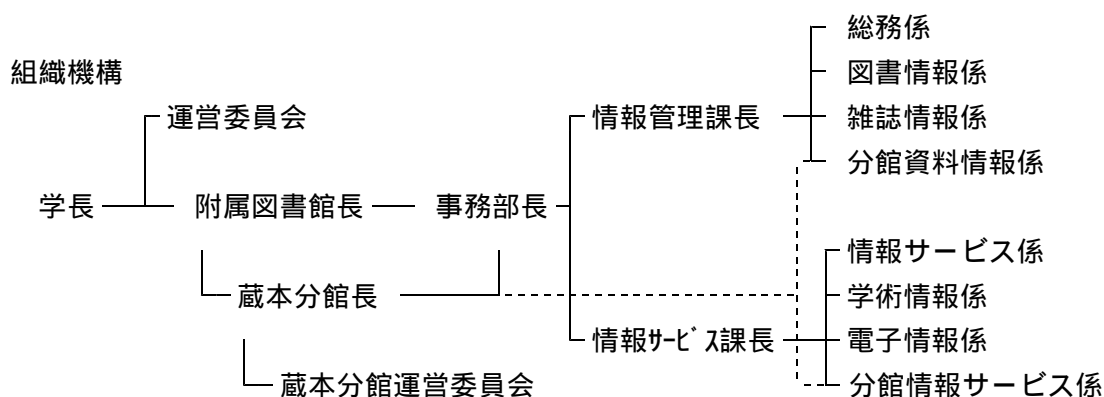 総務係
組織機構
図書情報係
運営委員会
情報管理課長
雑誌情報係
分館資料情報係
学長
附属図書館長
事務部長
情報サービス係
蔵本分館長
学術情報係
情報ｻｰﾋﾞｽ課長
電子情報係
蔵本分館運営委員会
分館情報サービス係